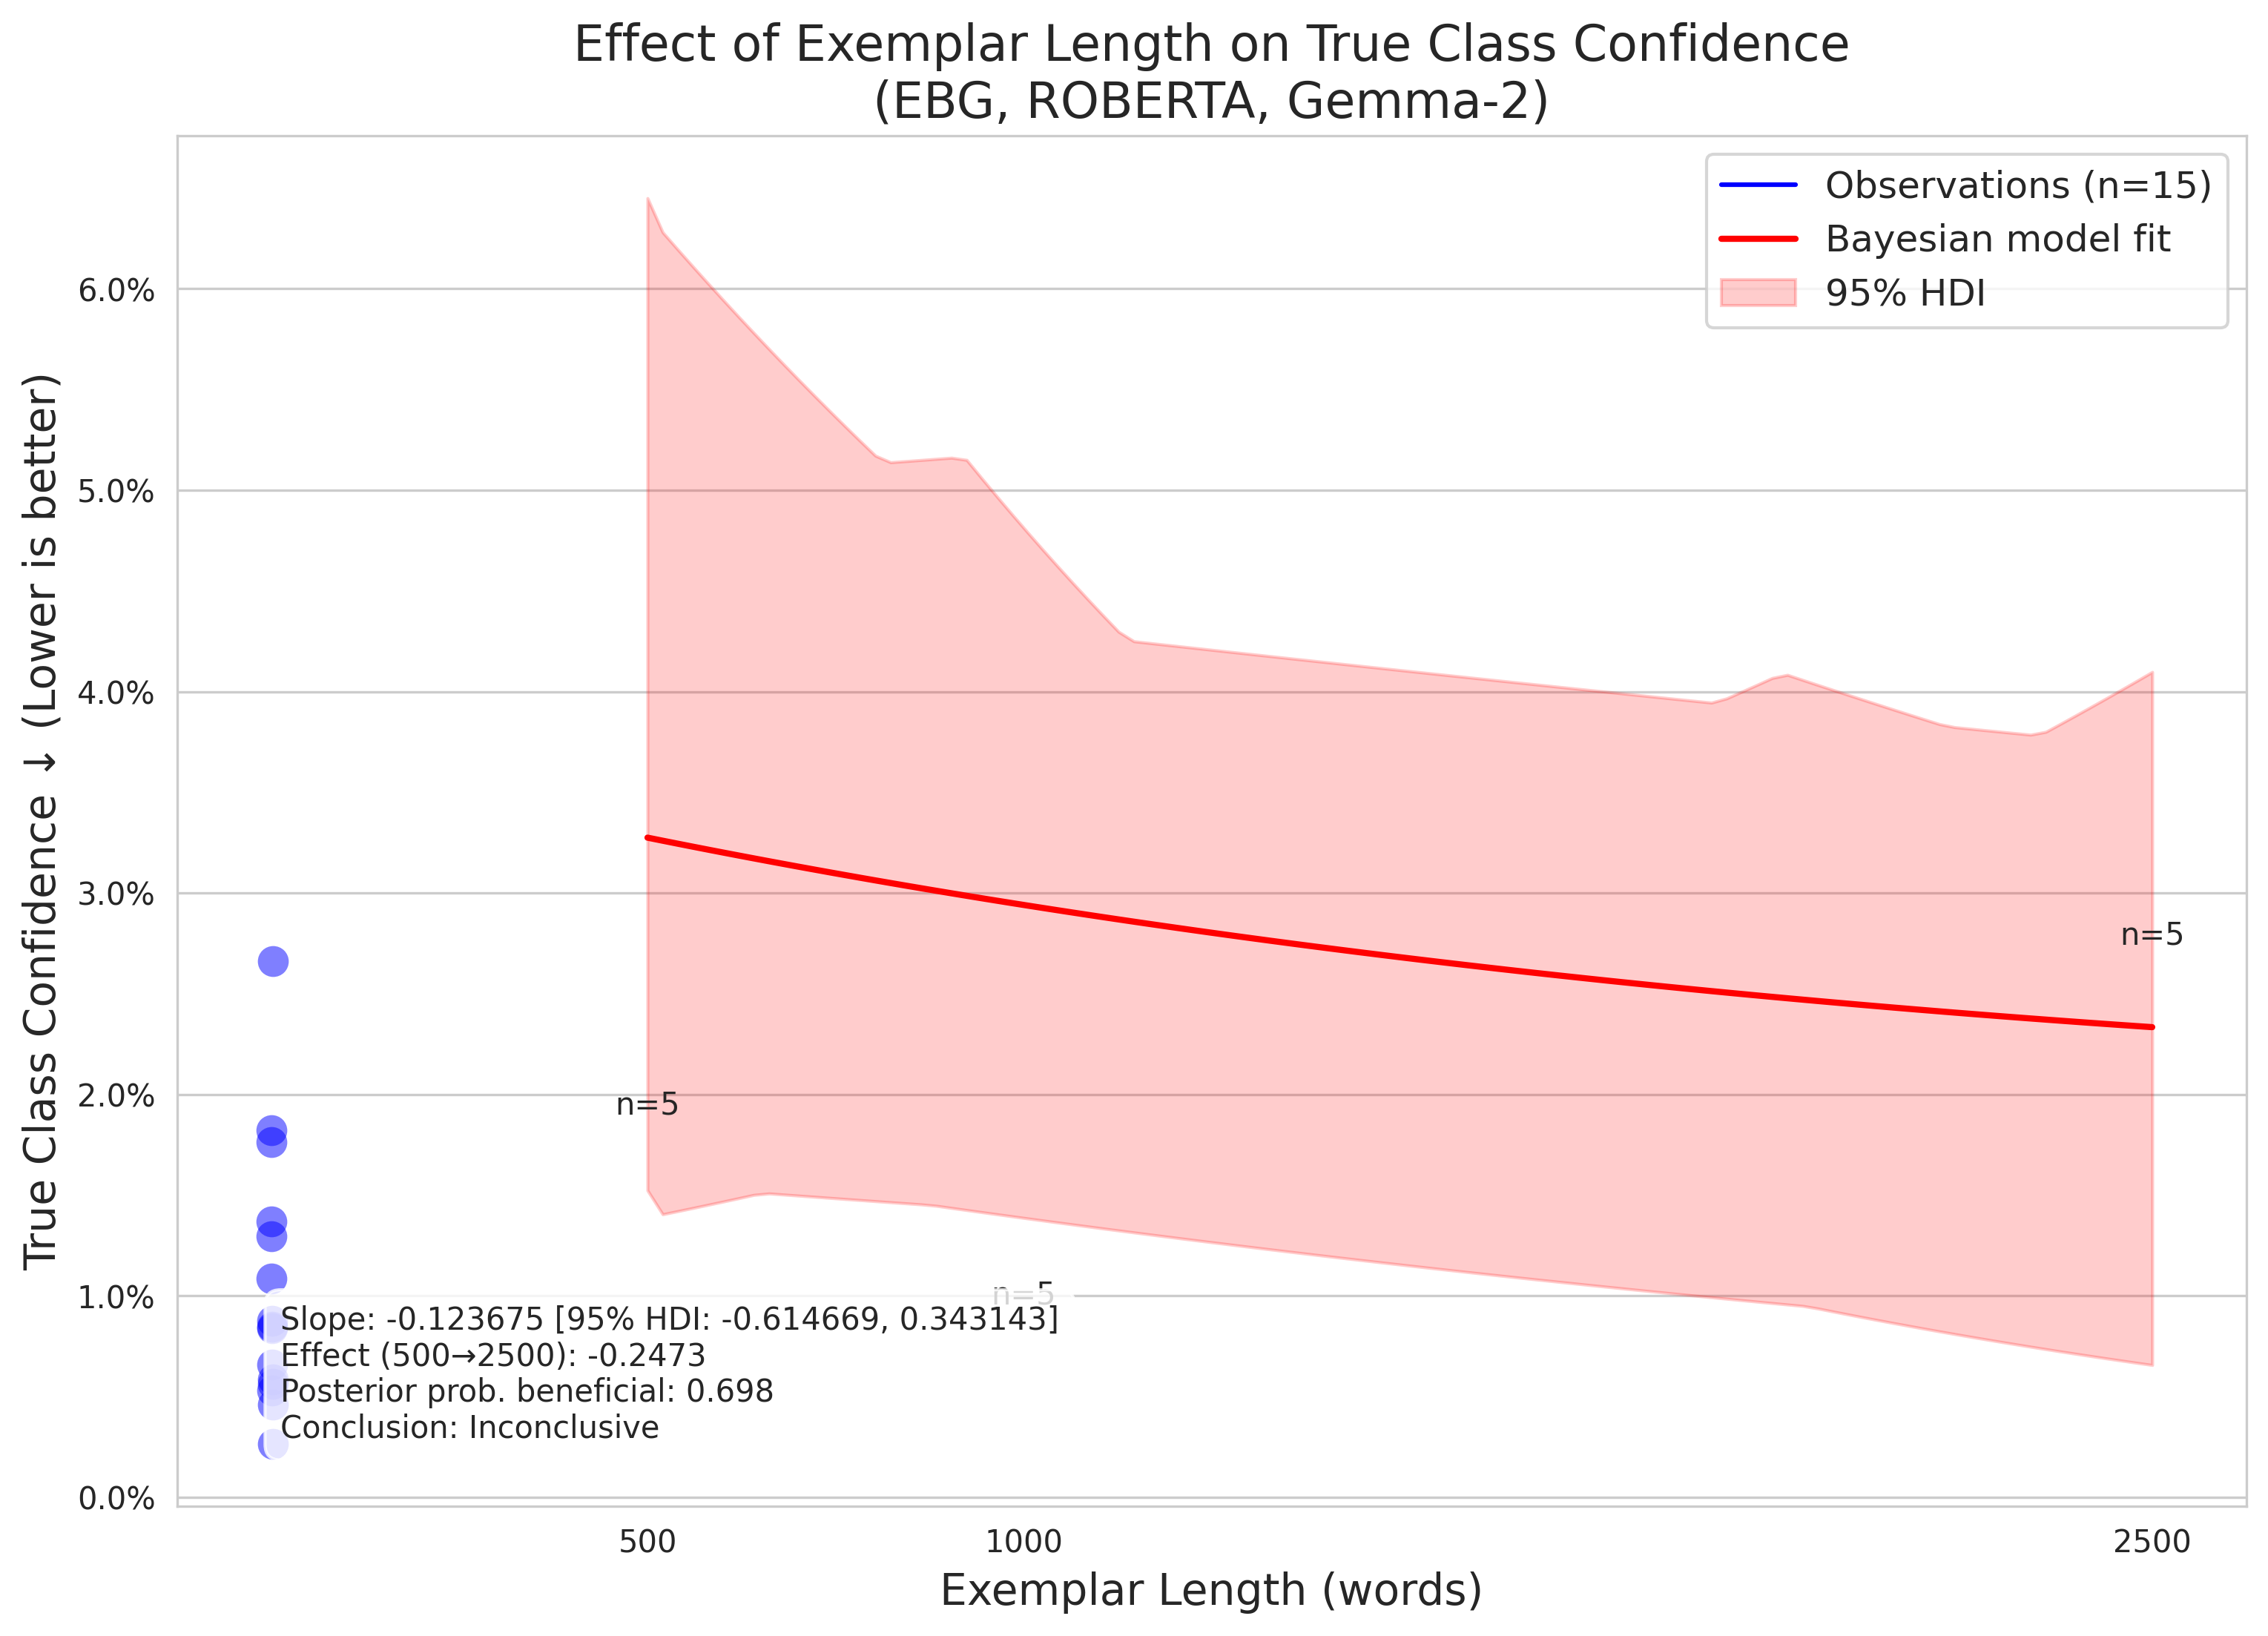 Effect of Exemplar Length on True Class Confidence
(EBG, ROBERTA, Gemma-2)
Observations (n=15)
Bayesian model fit
95% HDI
True Class Confidence ↓ (Lower is better)
6.0%
5.0%
4.0%
3.0%
2.0%
1.0%
0.0%
n=5
n=5
n=5
Slope: -0.123675 [95% HDI: -0.614669, 0.343143]
Effect (500→2500): -0.2473
Posterior prob. beneficial: 0.698
Conclusion: Inconclusive
500
1000
2500
Exemplar Length (words)